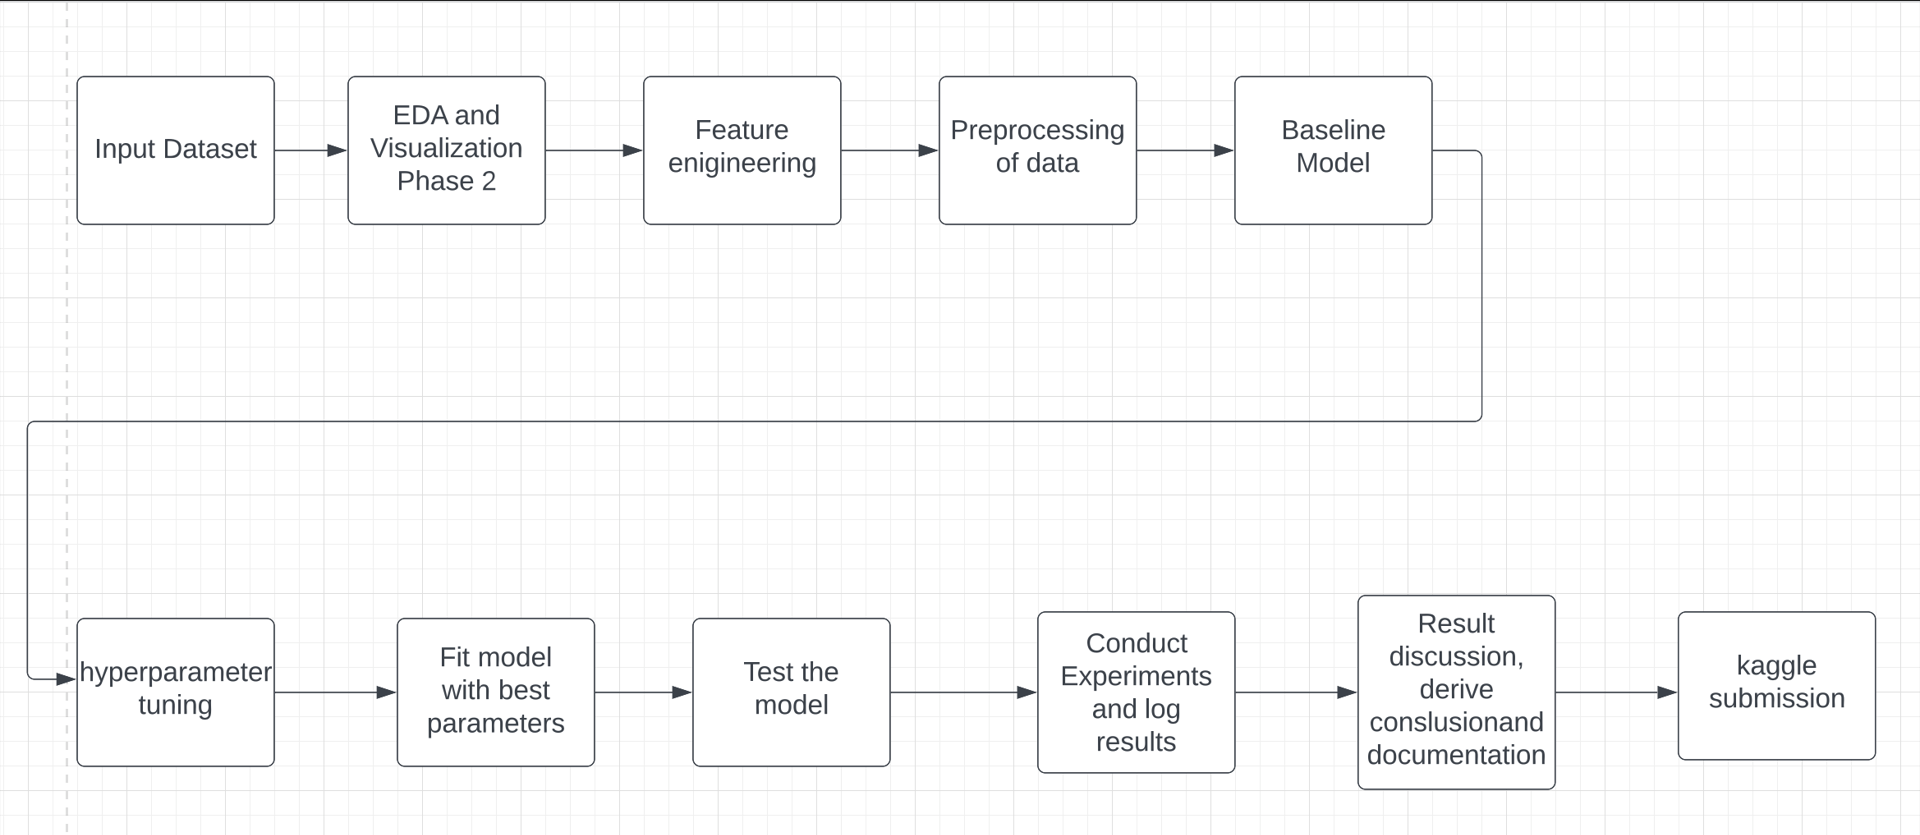 Input Dataset
EDA and
Visualization
Phase 2
Feature
enigineering
Preprocessing
of data
Baseline
Model
hyperparameter
tuning
Fit model
with best
parameters
Test the
model
Conduct
Experiments
and log
results
Result
discussion,
derive
conslusionand
documentation
kaggle
submission